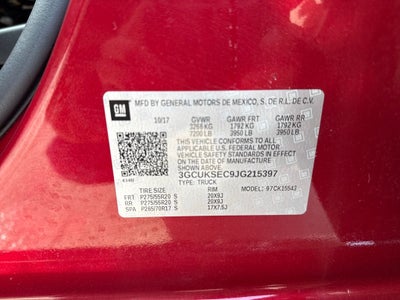 GM
MFD BY GENERAL MOTORS DE MEXICO, S. DE R.L. DE C.V.
10/17 GVWR GAWR FRT GAWR RR
3266 KG 1792 KG 1792 KG
7200 LB 3950 LB 3950 LB
THIS VEHICLE CONFORMS TO ALL APPLICABLE
U.S. FEDERAL MOTOR VEHICLE SAFETY AND
THEFT PREVENTION STANDARDS IN EFFECT ON
THE DATE OF MANUFACTURE
SHOWN ABOVE.
3GCUKSEC9JG215397
TYPE: TRUCK MODEL: 97CK15543
TIRE SIZE RIM
FRT P275/55R20 S 20X9J
RR P275/55R20 S 20X9J
SPA P265/70R17 S 17X7.5J